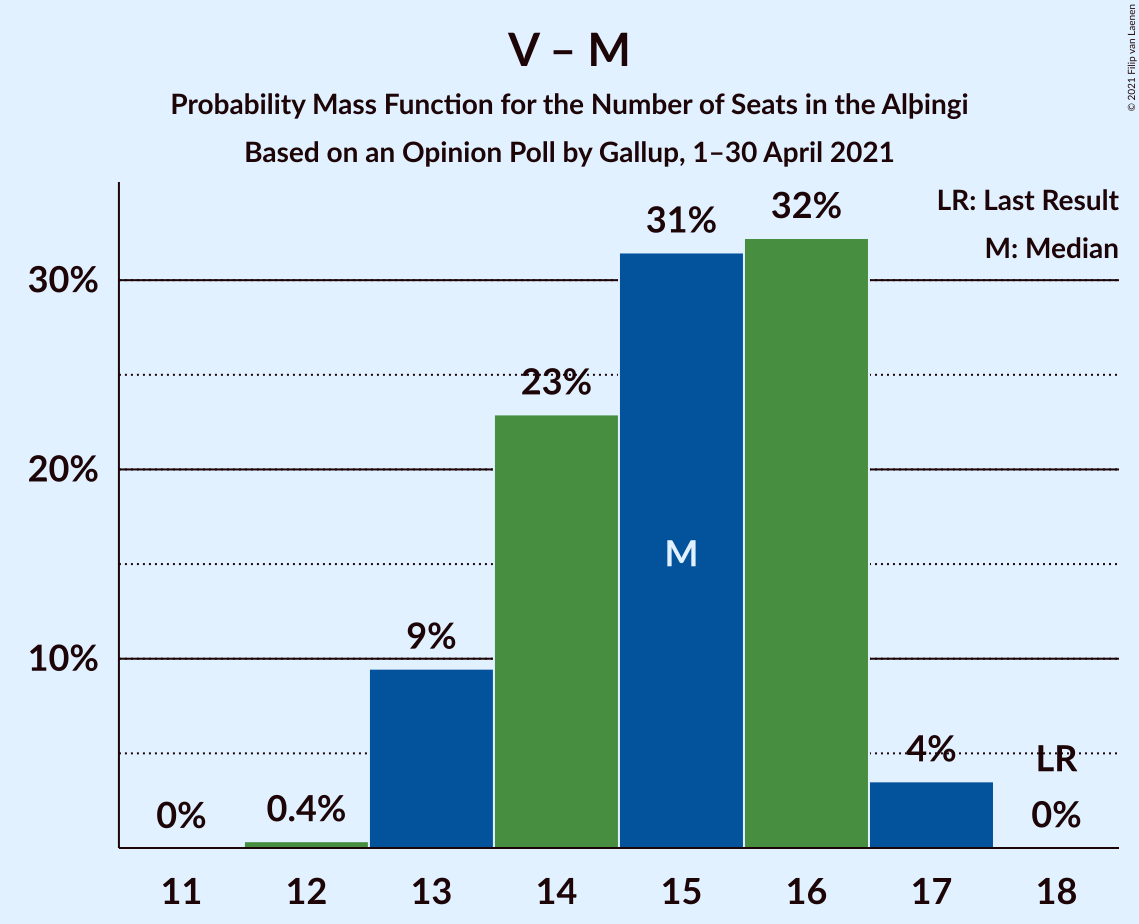 V – M
Probability Mass Function for the Number of Seats in the Alþingi
Based on an Opinion Poll by Gallup, 1–30 April 2021
© 2021 Filip van Laenen
LR: Last Result
M: Median
30%
20%
10%
0%
0.4%
9%
23%
31%
M
32%
4%
LR
0%
11 12 13 14 15 16 17 18